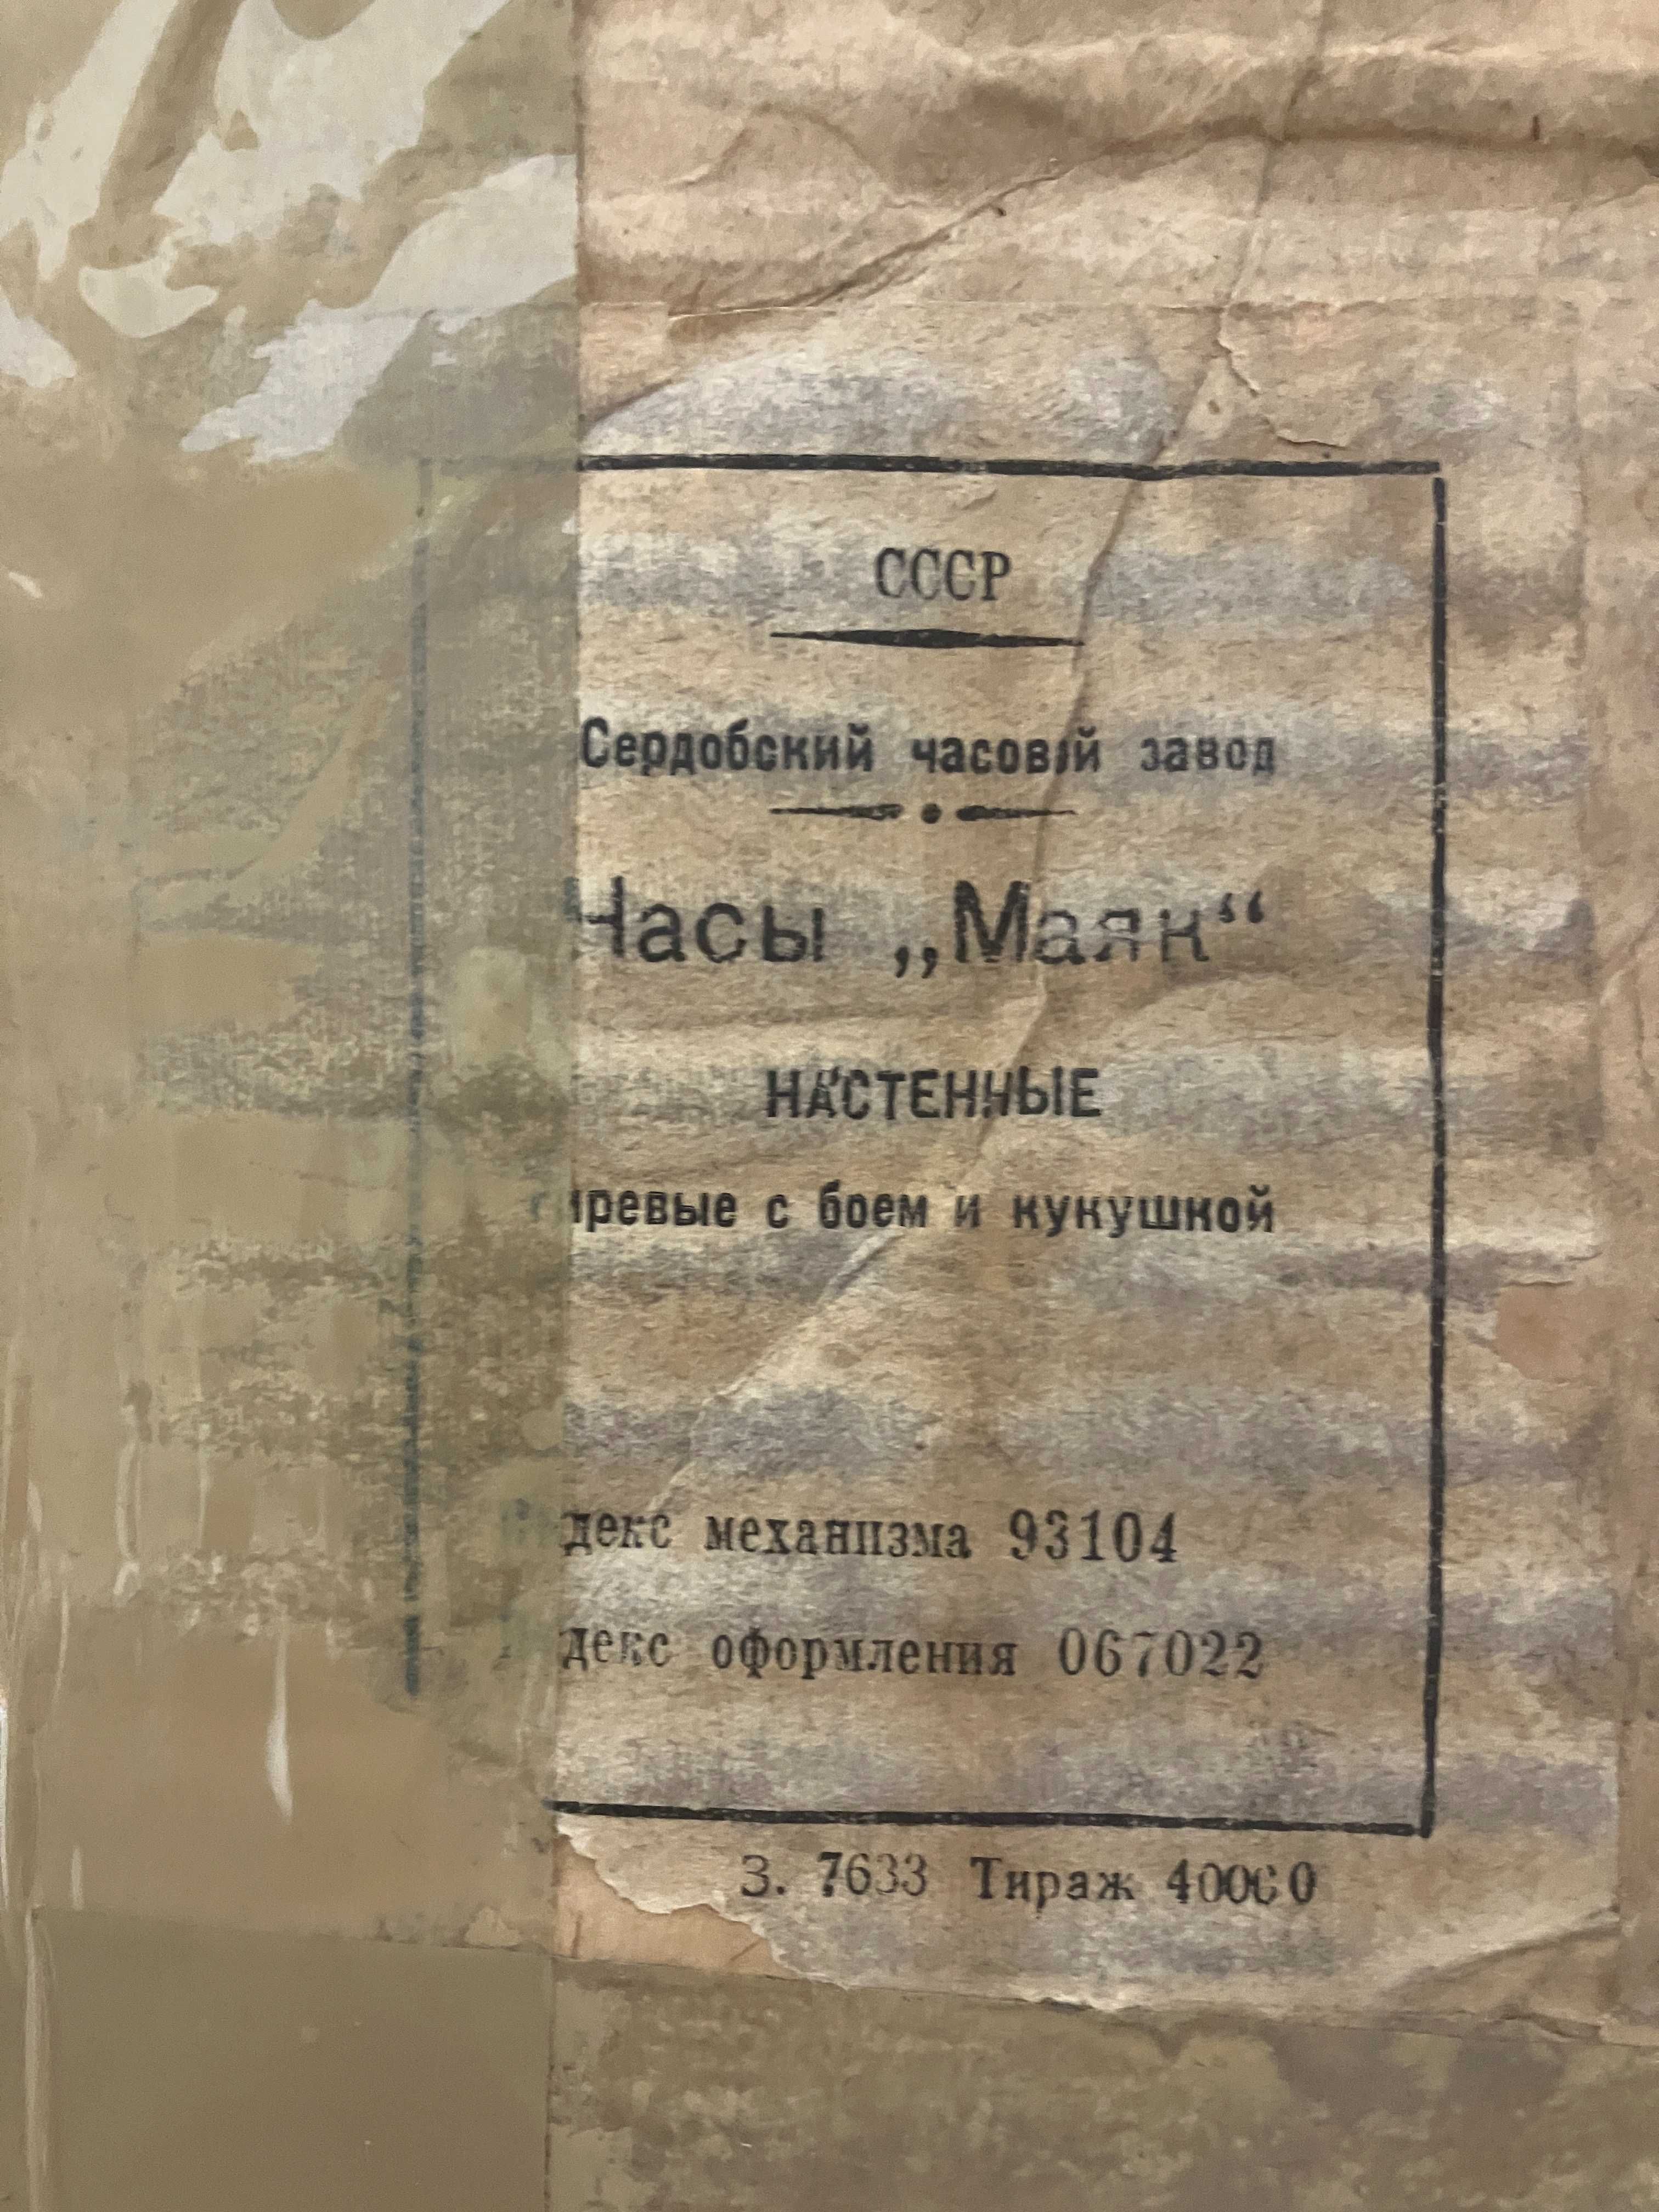 СССР
Сердобский часовой завод
Часы „Маяк“
НАСТЕННЫЕ
с боем и кукушкой
механизма 93104
оформления 067022
З. 7633 Тираж 40000